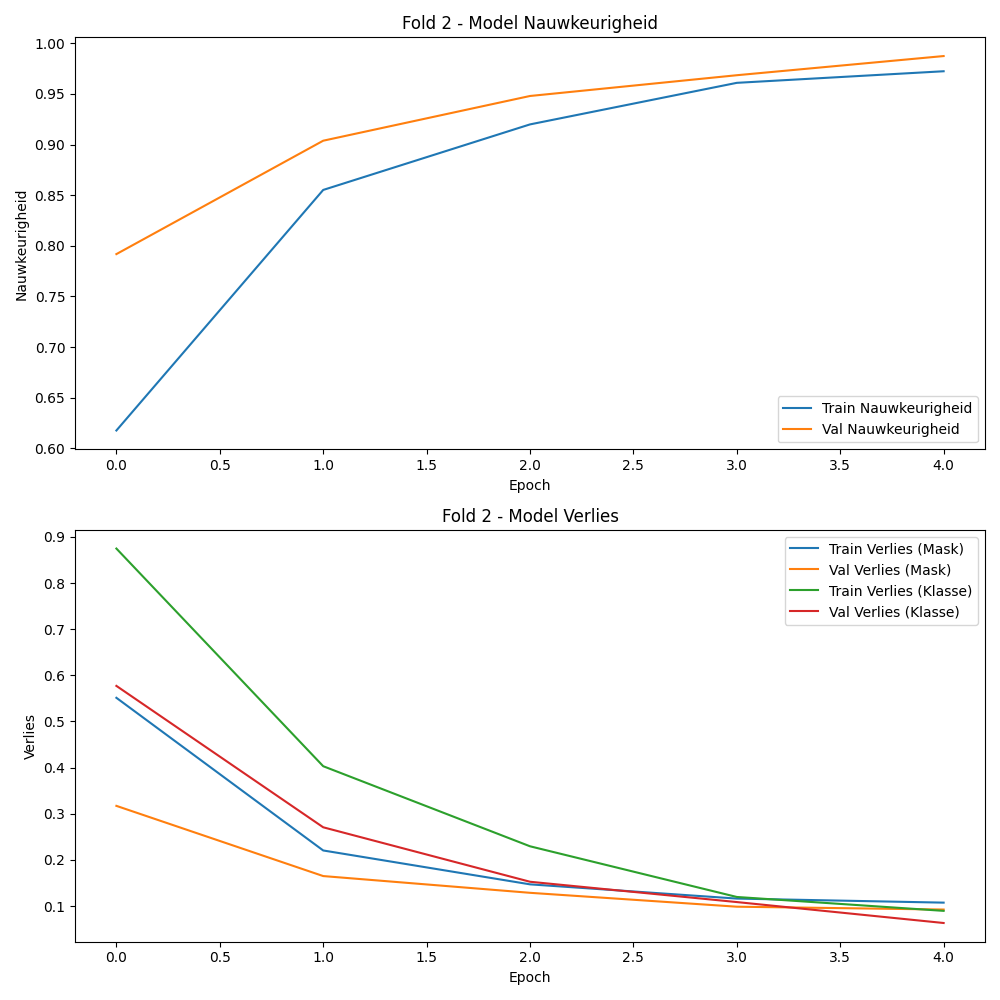 Fold 2 - Model Nauwkeurigheid
1.00
0.95
0.90
0.85
0.80
0.75
0.70
0.65
0.60
Nauwkeurigheid
Train Nauwkeurigheid
Val Nauwkeurigheid
0.0 0.5 1.0 1.5 2.0 2.5 3.0 3.5 4.0
Epoch
Fold 2 - Model Verlies
0.9
0.8
0.7
0.6
0.5
0.4
0.3
0.2
0.1
Verlies
Train Verlies (Mask)
Val Verlies (Mask)
Train Verlies (Klasse)
Val Verlies (Klasse)
0.0 0.5 1.0 1.5 2.0 2.5 3.0 3.5 4.0
Epoch